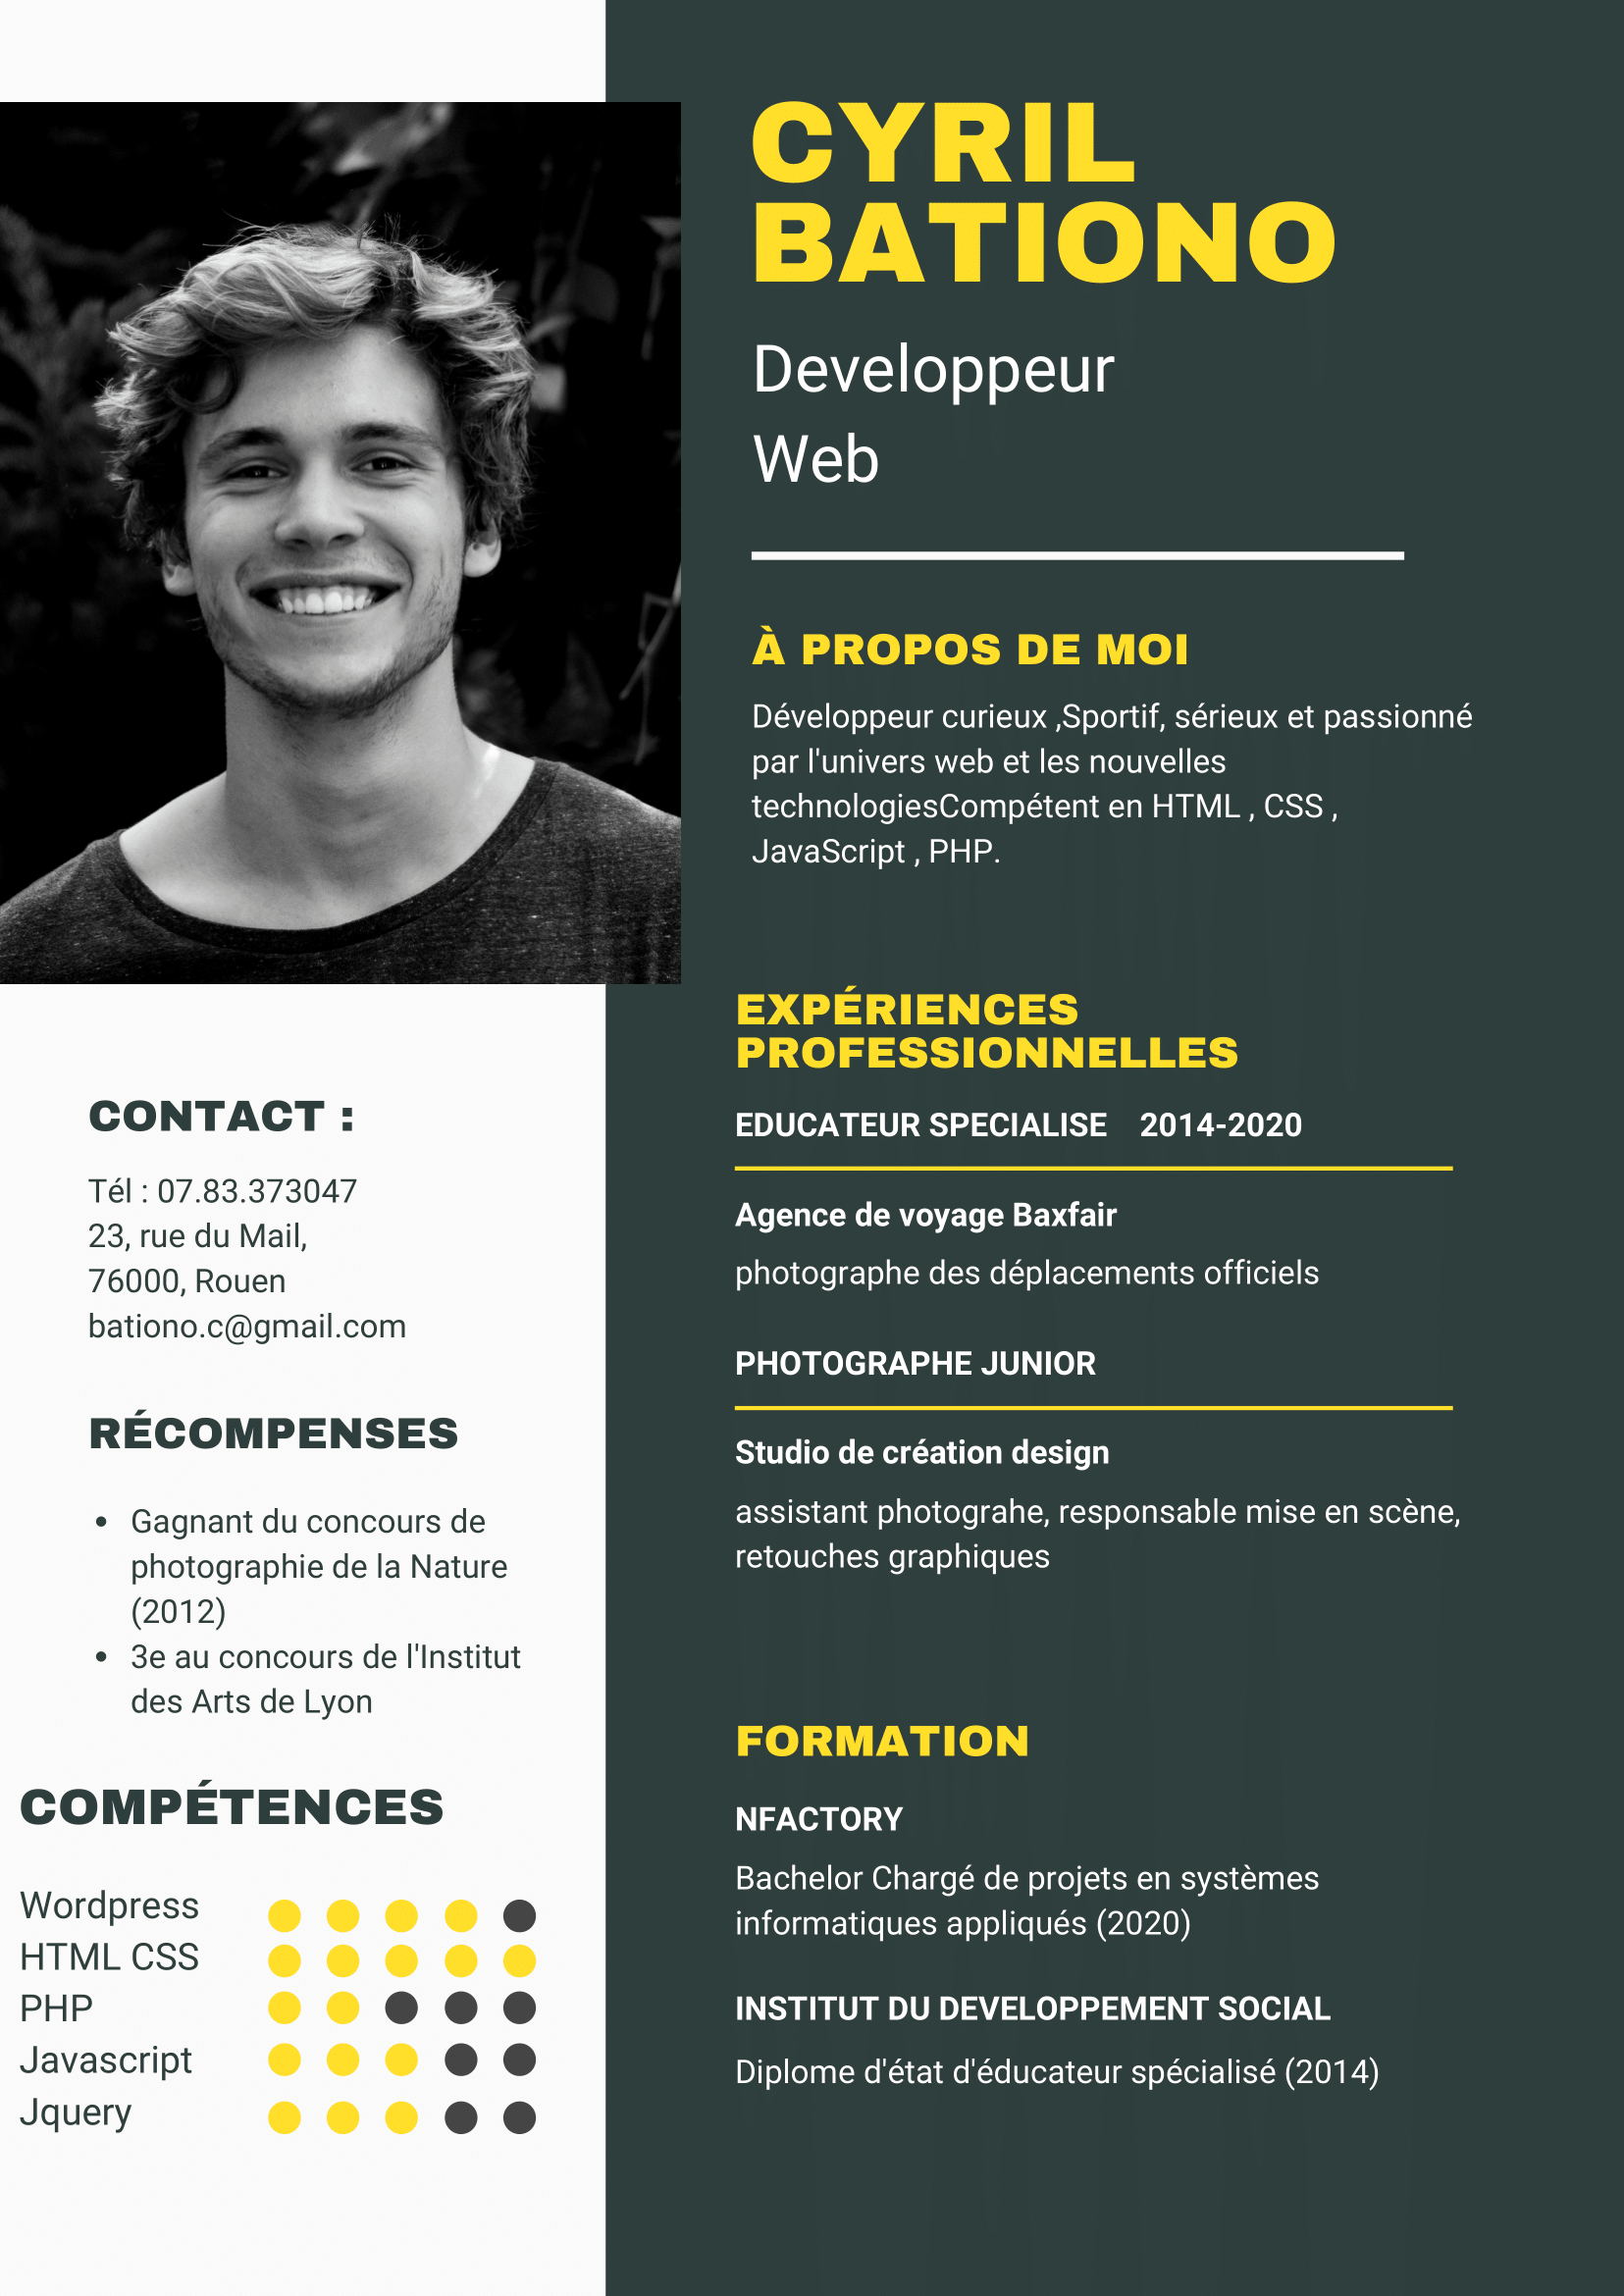 CYRIL
BATIONO
Developpeur
Web
À PROPOS DE MOI
Développeur curieux ,Sportif, sérieux et passionné
par l'univers web et les nouvelles
technologiesCompétent en HTML , CSS ,
JavaScript , PHP.
EXPÉRIENCES
PROFESSIONNELLES
EDUCATEUR SPECIALISE 2014-2020
Agence de voyage Baxfair
photographe des déplacements officiels
PHOTOGRAPHE JUNIOR
Studio de création design
assistant photograhe, responsable mise en scène,
retouches graphiques
FORMATION
NFACTORY
Bachelor Chargé de projets en systèmes
informatiques appliqués (2020)
INSTITUT DU DEVELOPPEMENT SOCIAL
Diplome d'état d'éducateur spécialisé (2014)
CONTACT :
Tél : 07.83.373047
23, rue du Mail,
76000, Rouen
bationo.c@gmail.com
RÉCOMPENSES
• Gagnant du concours de
photographie de la Nature
(2012)
• 3e au concours de l'Institut
des Arts de Lyon
COMPÉTENCES
Wordpress
HTML CSS
PHP
Javascript
Jquery